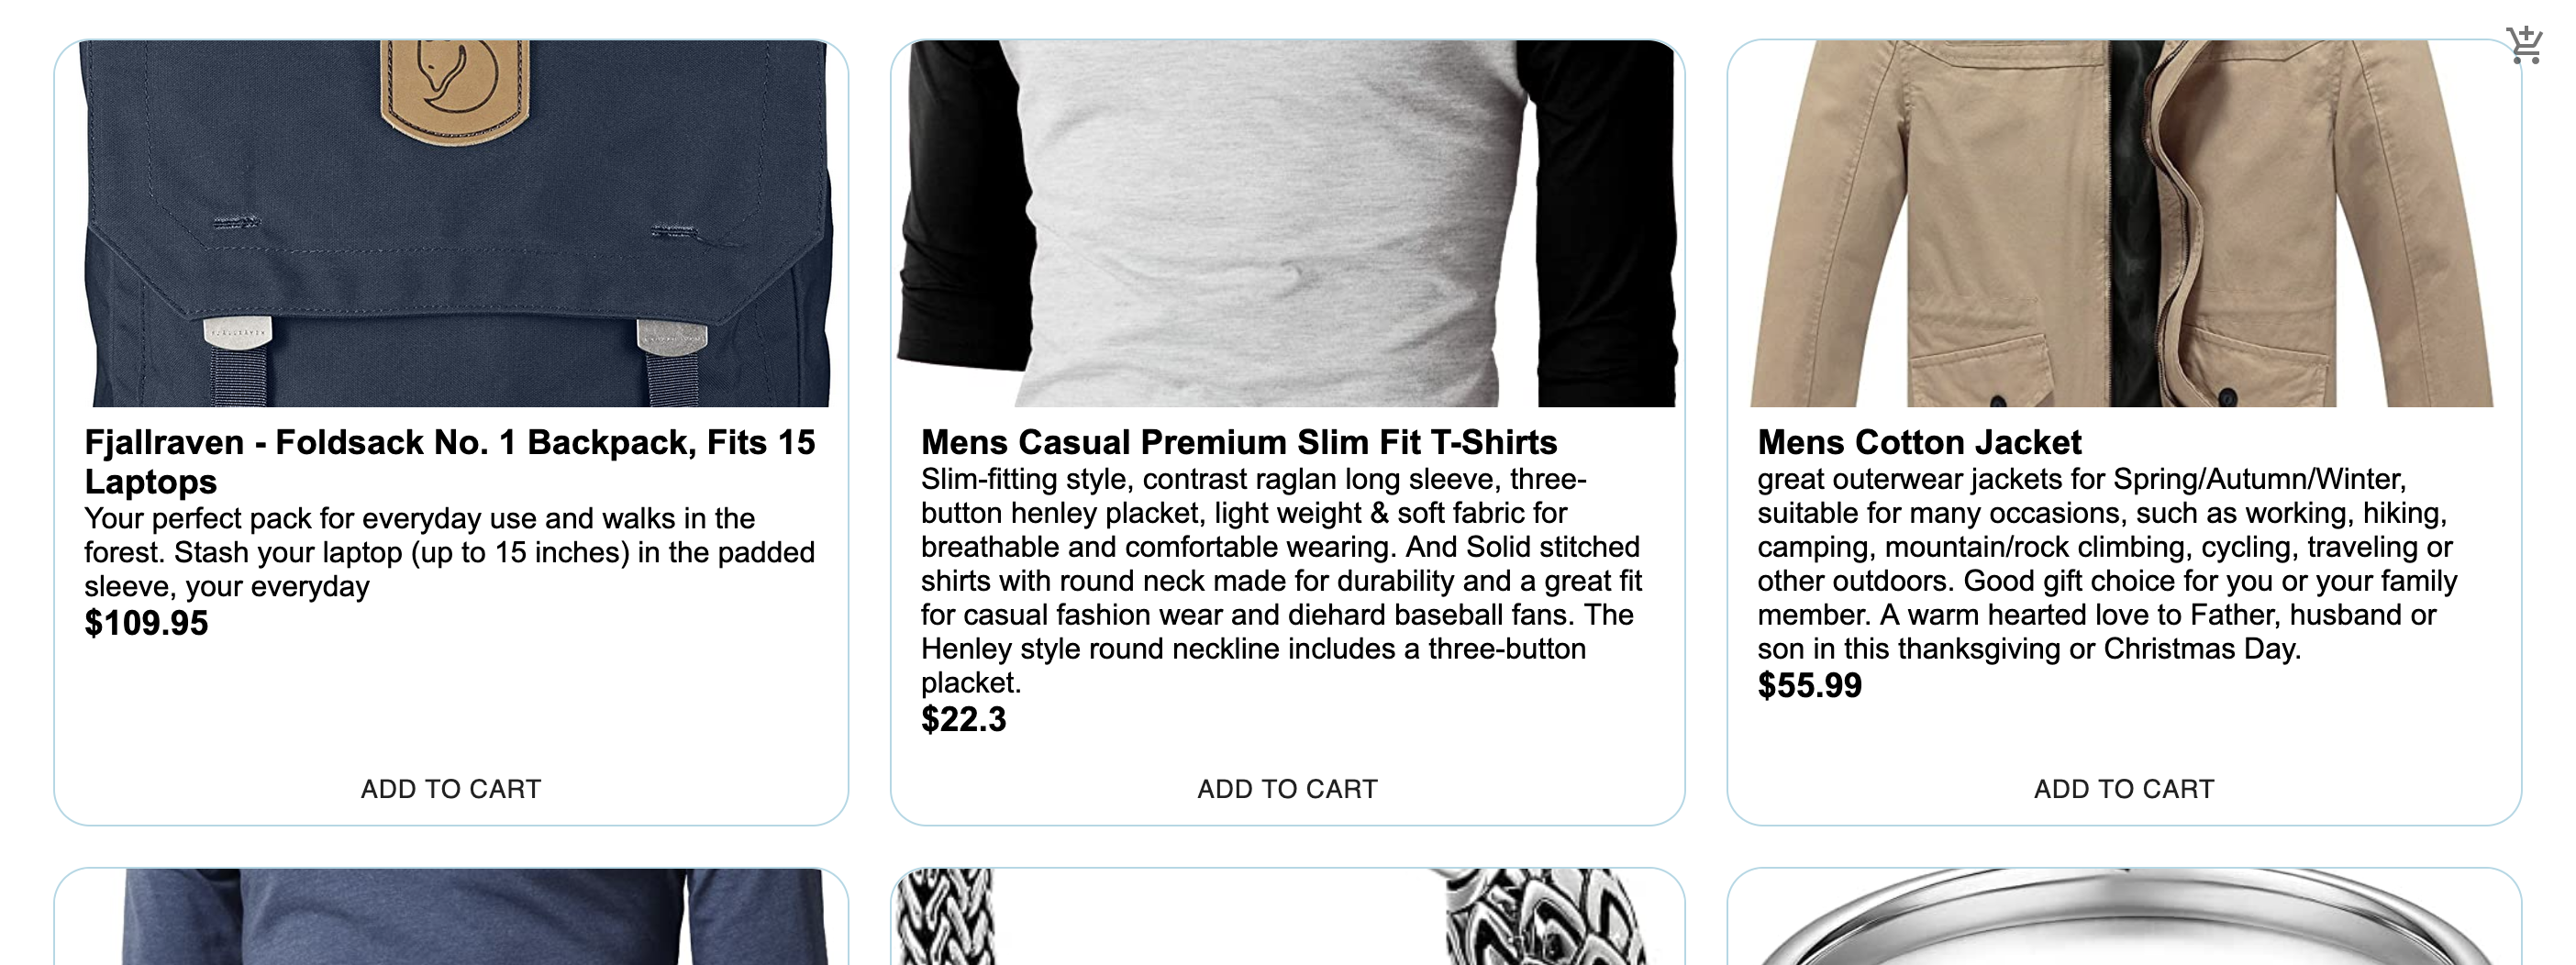 Fjallraven - Foldsack No. 1 Backpack, Fits 15
Laptops
Your perfect pack for everyday use and walks in the
forest. Stash your laptop (up to 15 inches) in the padded
sleeve, your everyday
$109.95
ADD TO CART
Mens Casual Premium Slim Fit T-Shirts
Slim-fitting style, contrast raglan long sleeve, three-
button henley placket, light weight & soft fabric for
breathable and comfortable wearing. And Solid stitched
shirts with round neck made for durability and a great fit
for casual fashion wear and diehard baseball fans. The
Henley style round neckline includes a three-button
placket.
$22.3
ADD TO CART
Mens Cotton Jacket
great outerwear jackets for Spring/Autumn/Winter,
suitable for many occasions, such as working, hiking,
camping, mountain/rock climbing, cycling, traveling or
other outdoors. Good gift choice for you or your family
member. A warm hearted love to Father, husband or
son in this thanksgiving or Christmas Day.
$55.99
ADD TO CART